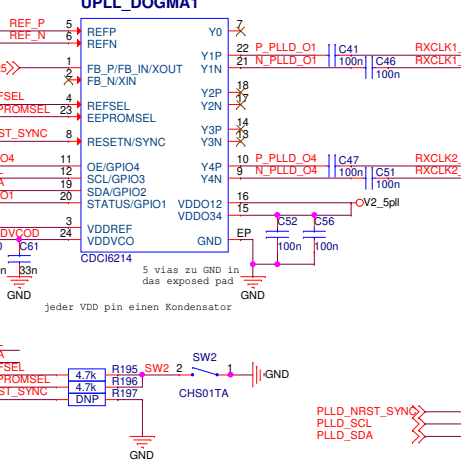 UPLL_DOGMA1
REF_P 5 REFP Y0 7
REF_N 6 REFN
Y1P 22 P_PLLD_O1 C41 RXCLK1_
1 FB_P/FB_IN/XOUT Y1N 21 N_PLLD_O1 100n C46 RXCLK1_
2 FB_N/XIN 100n
Y2P 18
FSEL 4 REFSEL Y2N 17
PROMSEL 23 EEPROMSEL
Y3P 14
ST_SYNC 8 RESETN/SYNC Y3N 13
O4 11 OE/GPIO4 Y4P 10 P_PLLD_O4 C47 RXCLK2_
12 SCL/GPIO3 Y4N 9 N_PLLD_O4 100n C51 RXCLK2_
A 19 SDA/GPIO2 100n
O1 20 STATUS/GPIO1 VDDO12 16 V2_5pll
VDDO34 15
3 VDDREF C52 C56
DVCOD 24 VDDVCO GND EP
C61 100n 100n
CDCI6214
n 33n
5 vias zu GND in
das exposed pad
GND GND
jeder VDD pin einen Kondensator
A
FSEL 4.7k R195 SW2 2 SW2 1 GND
PROMSEL 4.7k R196
ST_SYNC DNP R197 CHS01TA
PLLD_NRST_SYNC
PLLD_SCL
PLLD_SDA
GND